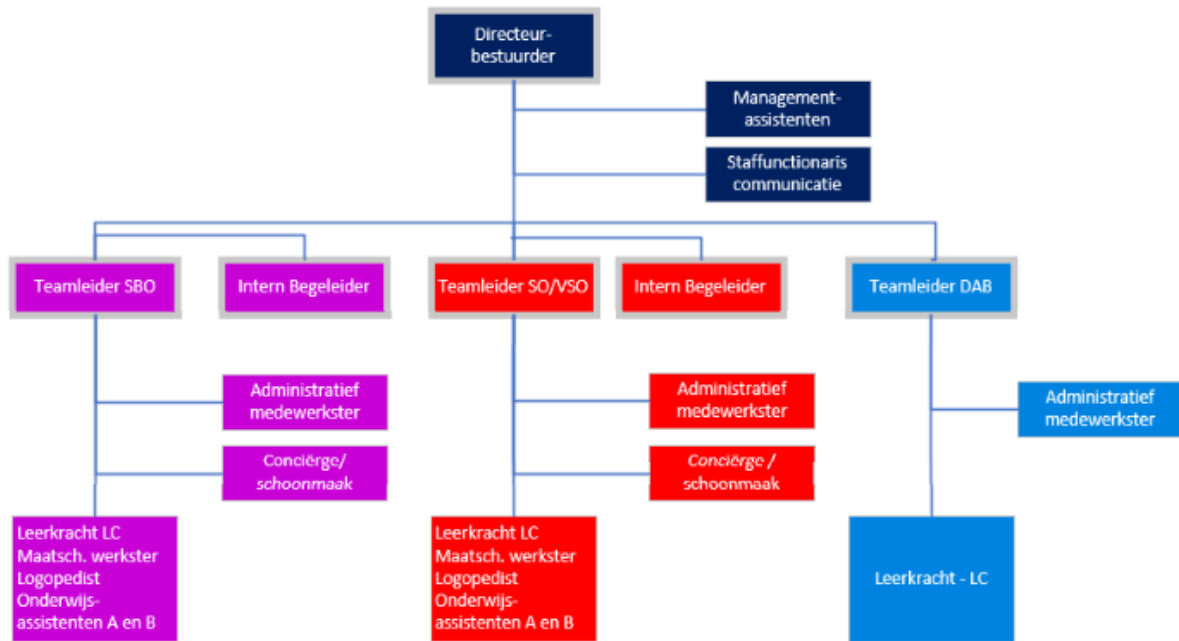 Directeur-
bestuurder
Management-
assistenten
Staffunctionaris
communicatie
Teamleider SBO
Intern Begeleider
Teamleider SO/VSO
Intern Begeleider
Teamleider DAB
Administratief
medewerkster
Administratief
medewerkster
Administratief
medewerkster
Conciërge/
schoonmaak
Conciërge /
schoonmaak
Leerkracht LC
Maatsch. werkster
Logopedist
Onderwijs-
assistenten A en B
Leerkracht LC
Maatsch. werkster
Logopedist
Onderwijs-
assistenten A en B
Leerkracht - LC